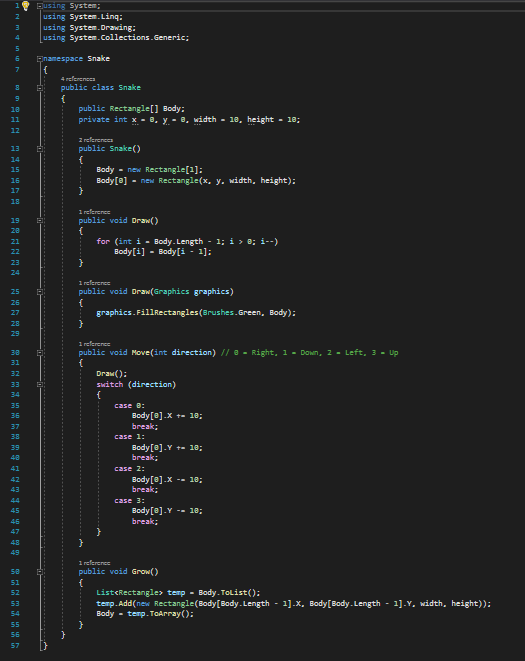 1 using System;
2 using System.Linq;
3 using System.Drawing;
4 using System.Collections.Generic;
5
6 namespace Snake
7 {
4 references
8 public class Snake
9 {
10 public Rectangle[] Body;
11 private int x = 0, y = 0, width = 10, height = 10;
12
2 references
13 public Snake()
14 {
15 Body = new Rectangle[1];
16 Body[0] = new Rectangle(x, y, width, height);
17 }
18
1 reference
19 public void Draw()
20 {
21 for (int i = Body.Length - 1; i > 0; i--)
22 Body[i] = Body[i - 1];
23 }
24
1 reference
25 public void Draw(Graphics graphics)
26 {
27 graphics.FillRectangles(Brushes.Green, Body);
28 }
29
1 reference
30 public void Move(int direction) // 0 = Right, 1 = Down, 2 = Left, 3 = Up
31 {
32 Draw();
33 switch (direction)
34 {
35 case 0:
36 Body[0].X += 10;
37 break;
38 case 1:
39 Body[0].Y += 10;
40 break;
41 case 2:
42 Body[0].X -= 10;
43 break;
44 case 3:
45 Body[0].Y -= 10;
46 break;
47 }
48 }
49
1 reference
50 public void Grow()
51 {
52 List<Rectangle> temp = Body.ToList();
53 temp.Add(new Rectangle(Body[Body.Length - 1].X, Body[Body.Length - 1].Y, width, height));
54 Body = temp.ToArray();
55 }
56 }
57 }